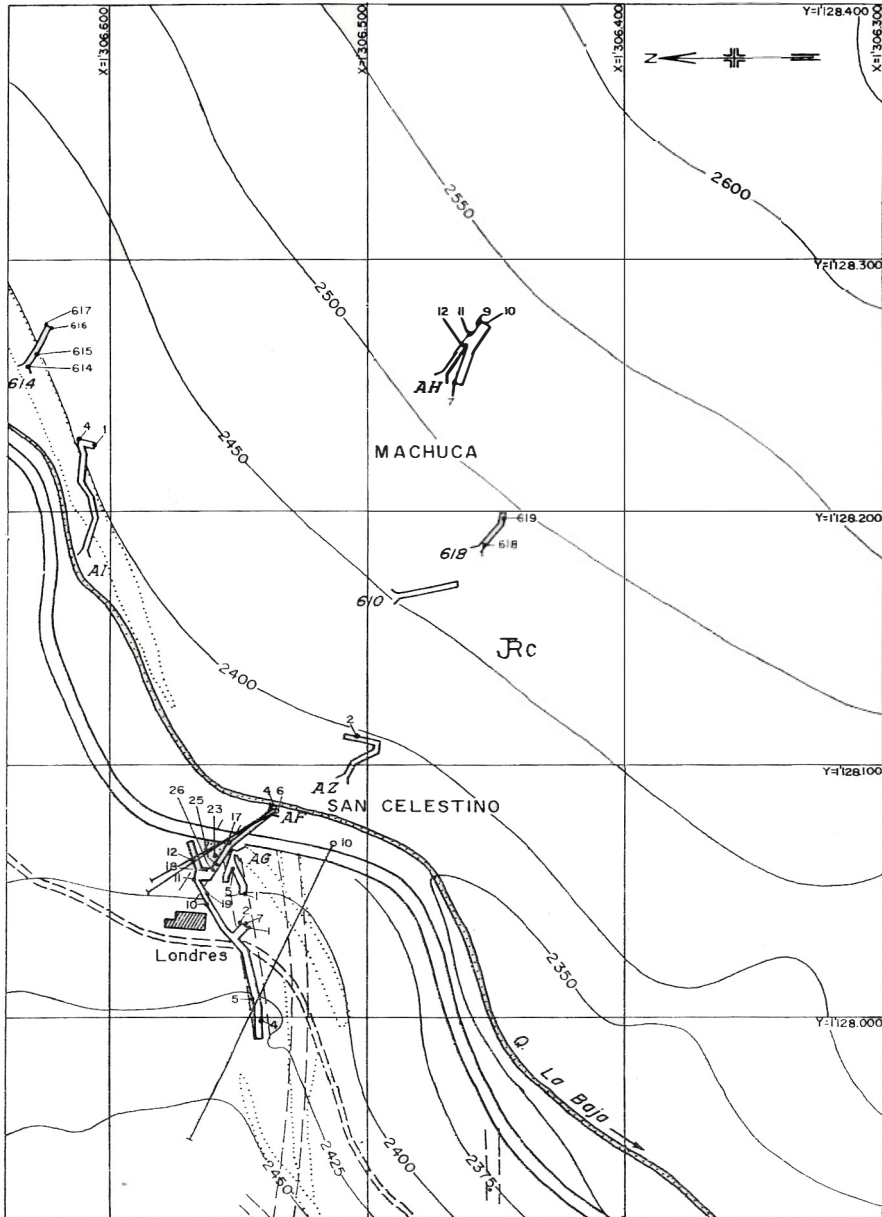 X=1'306.600
X=1'306.500
X=1'306.400
X=1'306.300
Y=1'128.400
N
2600
2550
Y=1'128.300
2500
617
616
615
614
614
12
11
9
10
AH
7
4
1
2450
MACHUCA
Y=1'128.200
619
618
618
AI
610
JRC
2400
2
AZ
Y=1'128.100
SAN CELESTINO
4
6
AF
26
25
23
17
10
12
18
11
AG
5
1
19
10
2
7
Londres
5
4
2350
Y=1'128.000
Q. La Baja
2450
2425
2400
2375